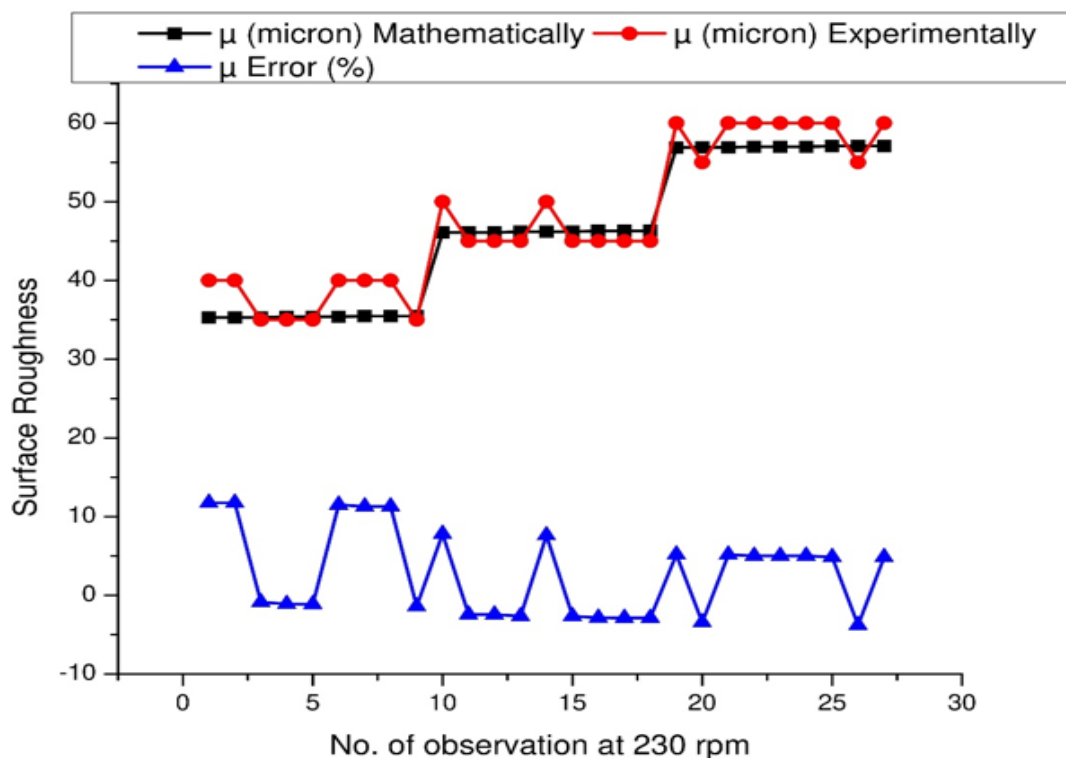 μ (micron) Mathematically μ (micron) Experimentally
μ Error (%)
60
50
40
30
20
10
0
-10
Surface Roughness
0 5 10 15 20 25 30
No. of observation at 230 rpm